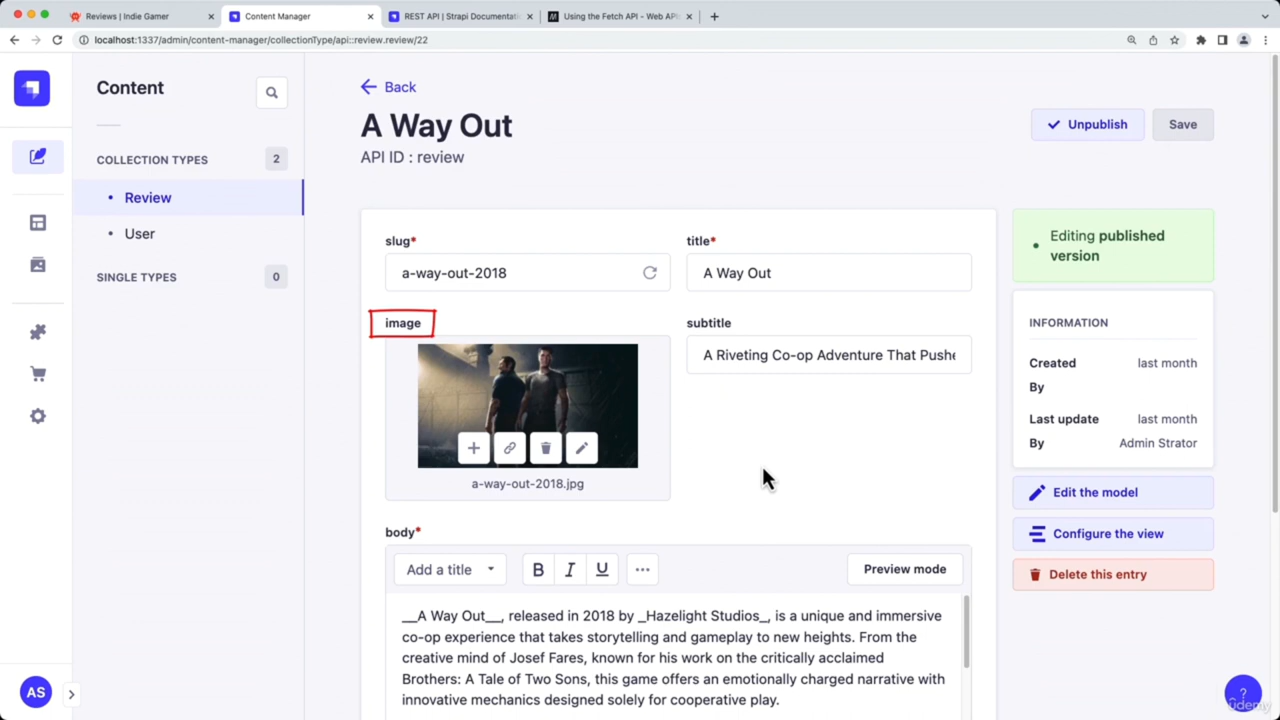 Reviews | Indie Gamer
Content Manager
REST API | Strapi Documentation
Using the Fetch API - Web APIs
localhost:1337/admin/content-manager/collectionType/api::review.review/22
Content
COLLECTION TYPES 2
Review
User
SINGLE TYPES 0
AS
Back
A Way Out
API ID : review
Unpublish
Save
slug*
a-way-out-2018
title*
A Way Out
image
a-way-out-2018.jpg
subtitle
A Riveting Co-op Adventure That Pushe
body*
Add a title
B I U
Preview mode
__A Way Out__, released in 2018 by _Hazelight Studios_, is a unique and immersive
co-op experience that takes storytelling and gameplay to new heights. From the
creative mind of Josef Fares, known for his work on the critically acclaimed
Brothers: A Tale of Two Sons, this game offers an emotionally charged narrative with
innovative mechanics designed solely for cooperative play.
Editing published
version
INFORMATION
Created last month
By
Last update last month
By Admin Strator
Edit the model
Configure the view
Delete this entry
?
ûdemy